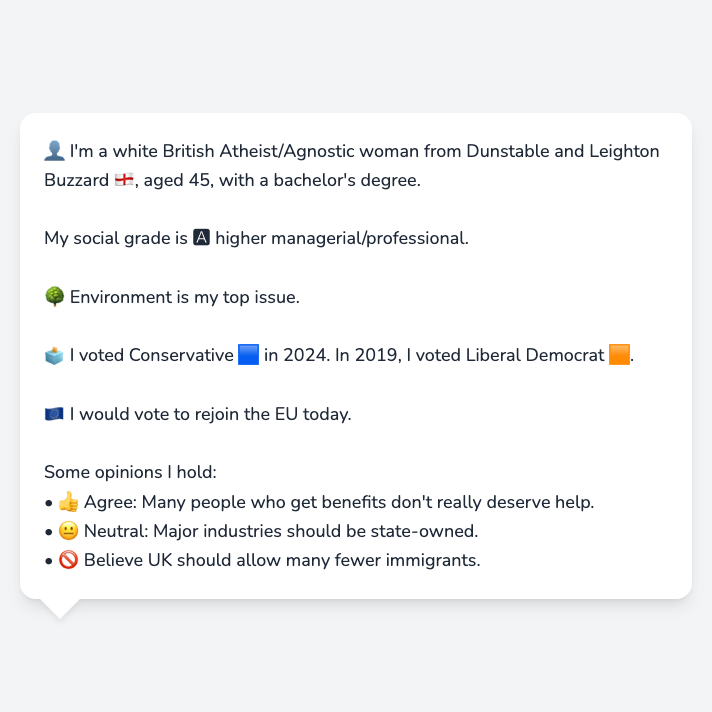 👤 I'm a white British Atheist/Agnostic woman from Dunstable and Leighton
Buzzard 🏴󠁧󠁢󠁥󠁮󠁧󠁿, aged 45, with a bachelor's degree.
My social grade is 🅰 higher managerial/professional.
🌳 Environment is my top issue.
🗳️ I voted Conservative 🟦 in 2024. In 2019, I voted Liberal Democrat 🟧.
🇪🇺 I would vote to rejoin the EU today.
Some opinions I hold:
• 👍 Agree: Many people who get benefits don't really deserve help.
• 😐 Neutral: Major industries should be state-owned.
• 🚫 Believe UK should allow many fewer immigrants.